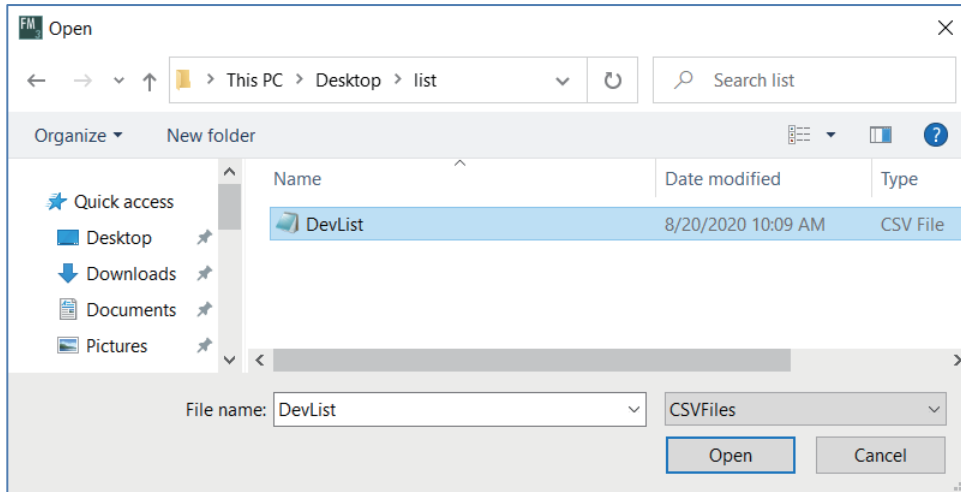 FM 3 Open
This PC > Desktop > list Search list
Organize New folder
Name Date modified Type
Quick access
DevList 8/20/2020 10:09 AM CSV File
Desktop
Downloads
Documents
Pictures
File name: DevList CSVFiles
Open Cancel